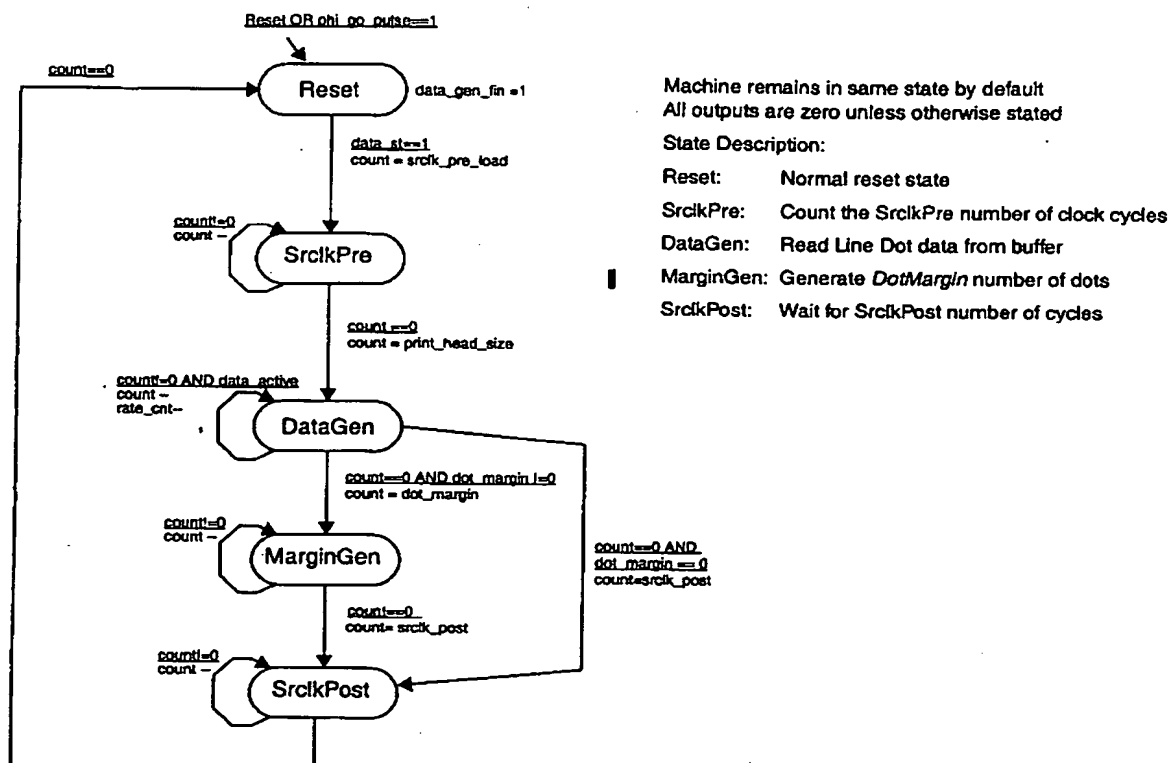 Reset OR phi_go_pulse==1
count==0
Reset
data_gen_fin =1
data_st==1
count = srclk_pre_load
count!=0
count --
SrclkPre
count ==0
count = print_head_size
count!=0 AND data_active
count --
rate_cnt--
DataGen
count==0 AND dot_margin !=0
count = dot_margin
count!=0
count --
MarginGen
count==0 AND
dot_margin == 0
count=srclk_post
count==0
count= srclk_post
count!=0
count --
SrclkPost
Machine remains in same state by default
All outputs are zero unless otherwise stated
State Description:
Reset: Normal reset state
SrclkPre: Count the SrclkPre number of clock cycles
DataGen: Read Line Dot data from buffer
MarginGen: Generate DotMargin number of dots
SrclkPost: Wait for SrclkPost number of cycles